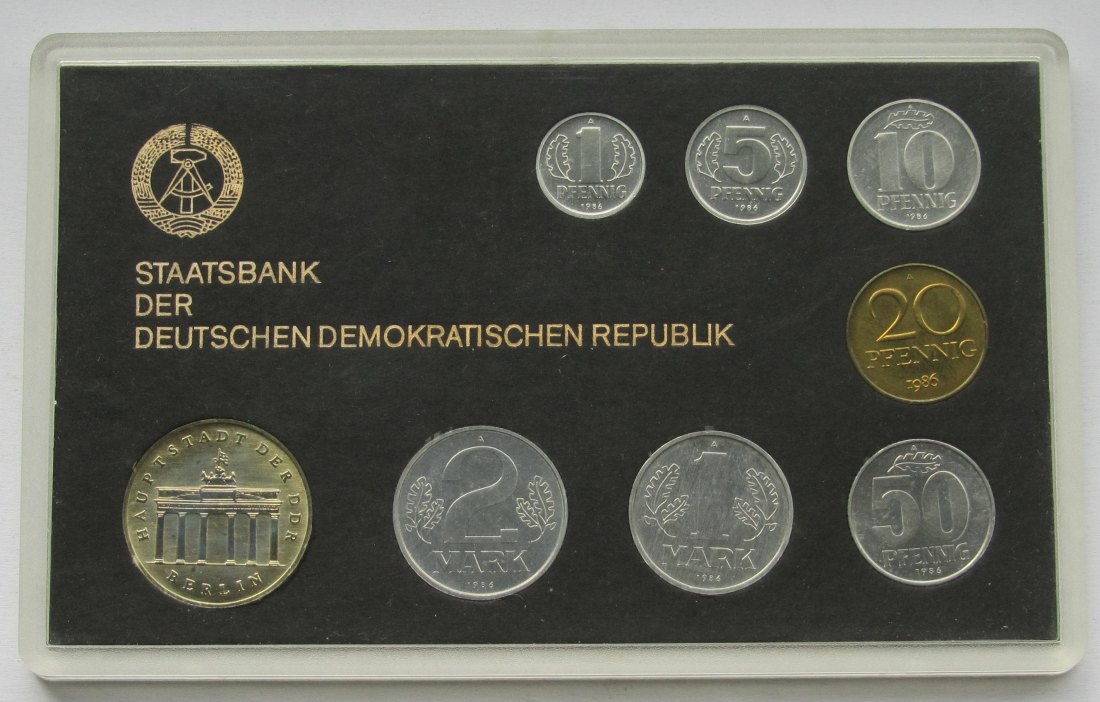 A
1
PFENNIG
1986
A
5
PFENNIG
1986
A
10
PFENNIG
1986
STAATSBANK
DER
DEUTSCHEN DEMOKRATISCHEN REPUBLIK
A
20
PFENNIG
1986
HAUPTSTADT DER DDR
BERLIN
A
2
MARK
1986
A
1
MARK
1986
A
50
PFENNIG
1986